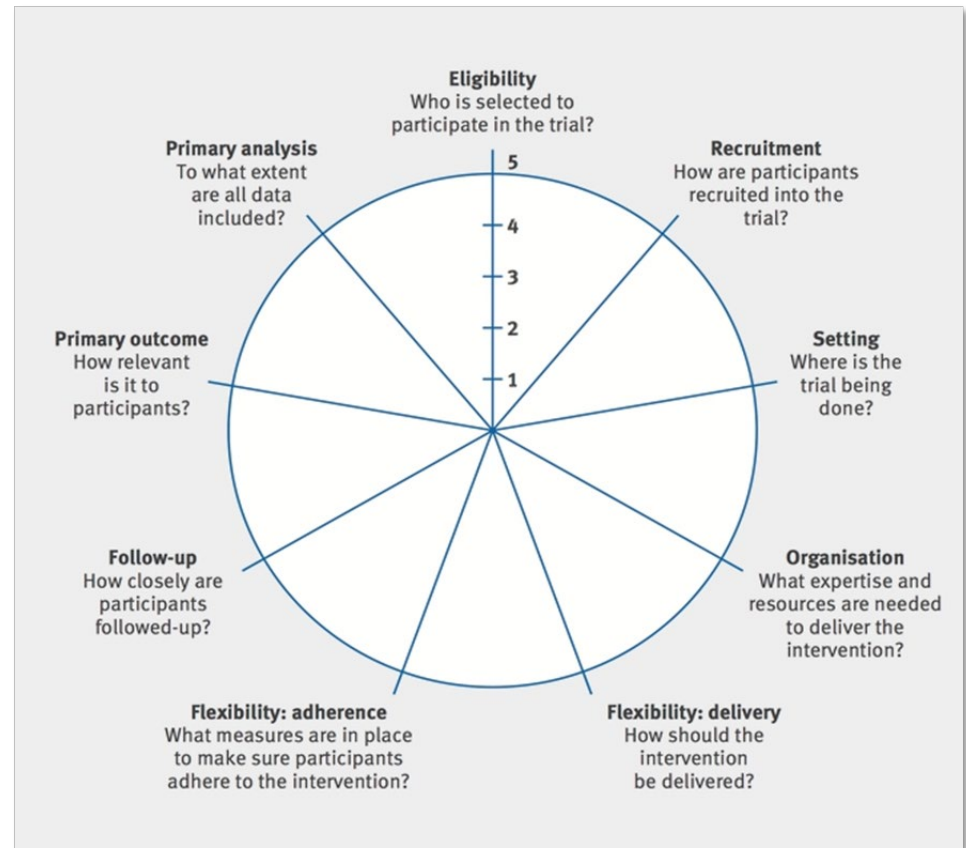 Eligibility
Who is selected to
participate in the trial?
Recruitment
How are participants
recruited into the
trial?
Setting
Where is the
trial being
done?
Organisation
What expertise and
resources are needed
to deliver the
intervention?
Flexibility: delivery
How should the
intervention
be delivered?
Flexibility: adherence
What measures are in place
to make sure participants
adhere to the intervention?
Follow-up
How closely are
participants
followed-up?
Primary outcome
How relevant
is it to
participants?
Primary analysis
To what extent
are all data
included?
5
4
3
2
1